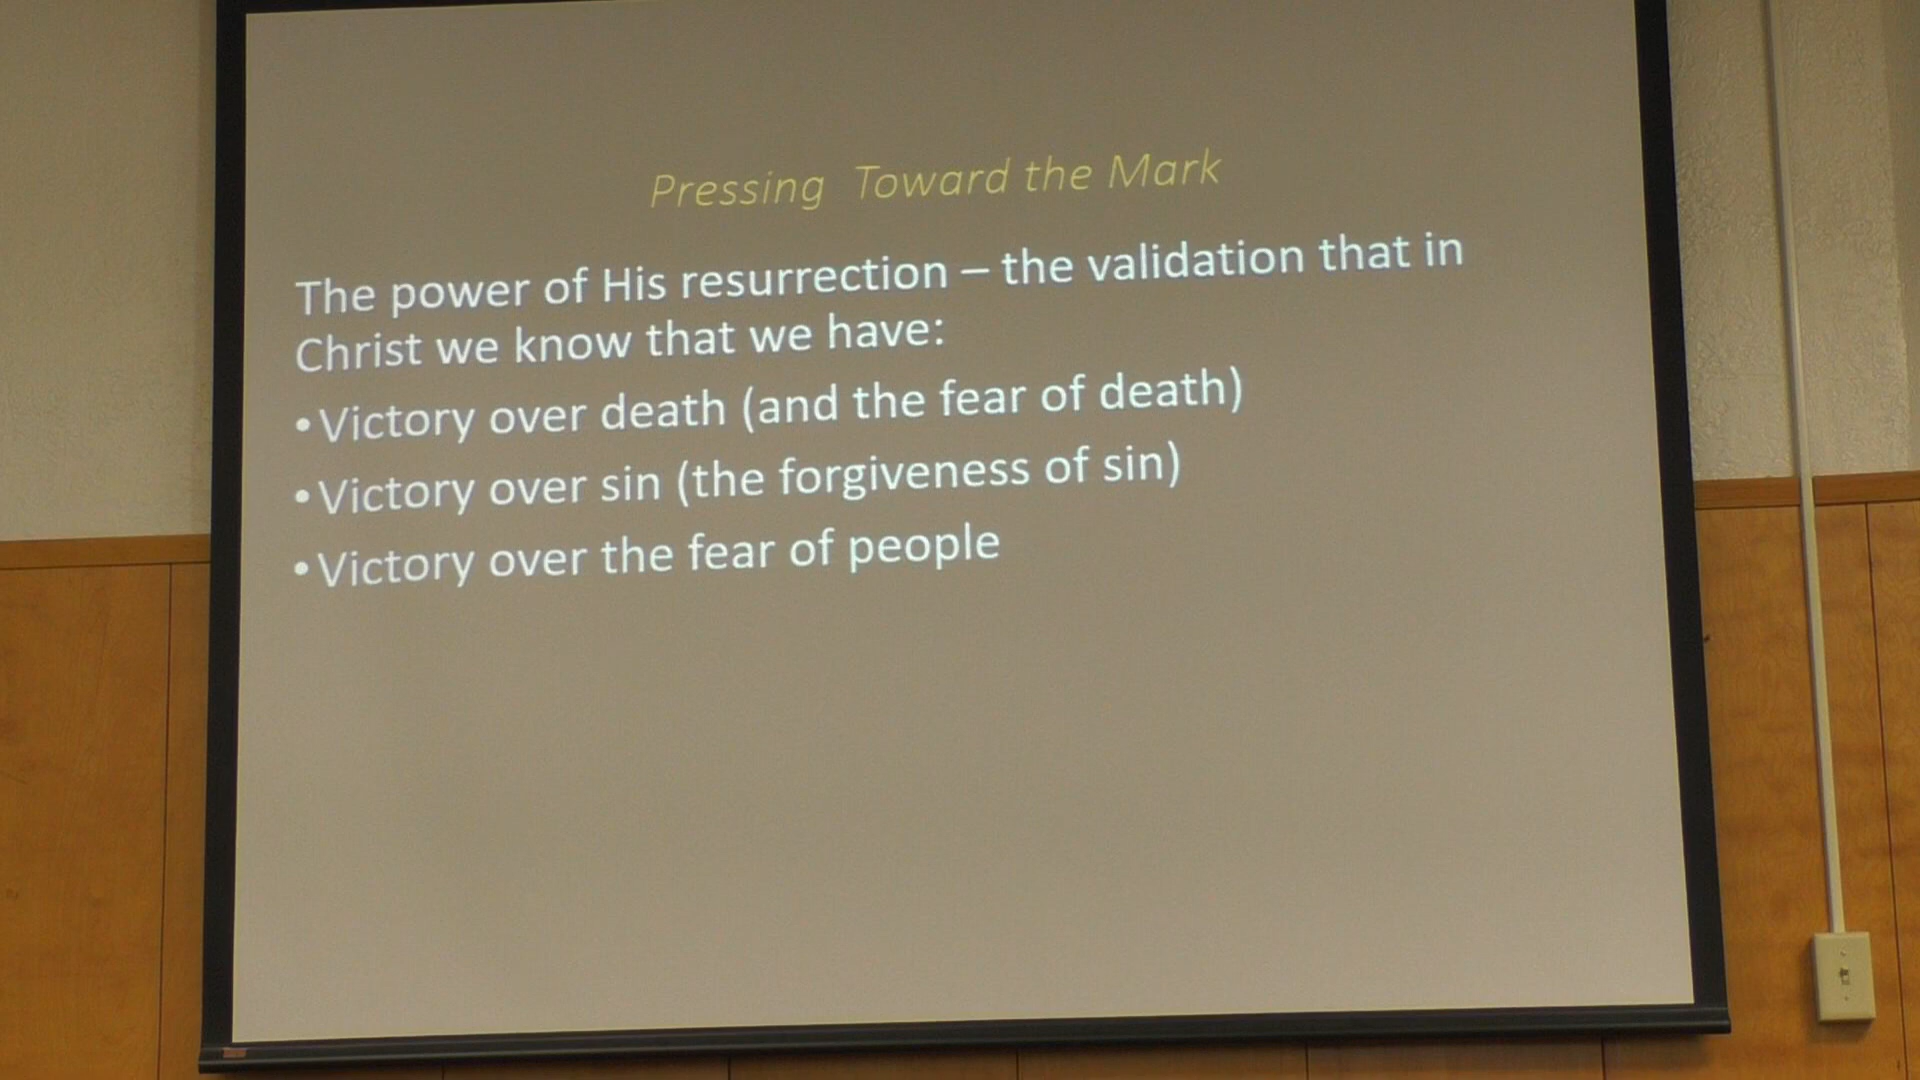 Pressing  Toward the Mark
The power of His resurrection – the validation that in
Christ we know that we have:
•Victory over death (and the fear of death)
•Victory over sin (the forgiveness of sin)
•Victory over the fear of people